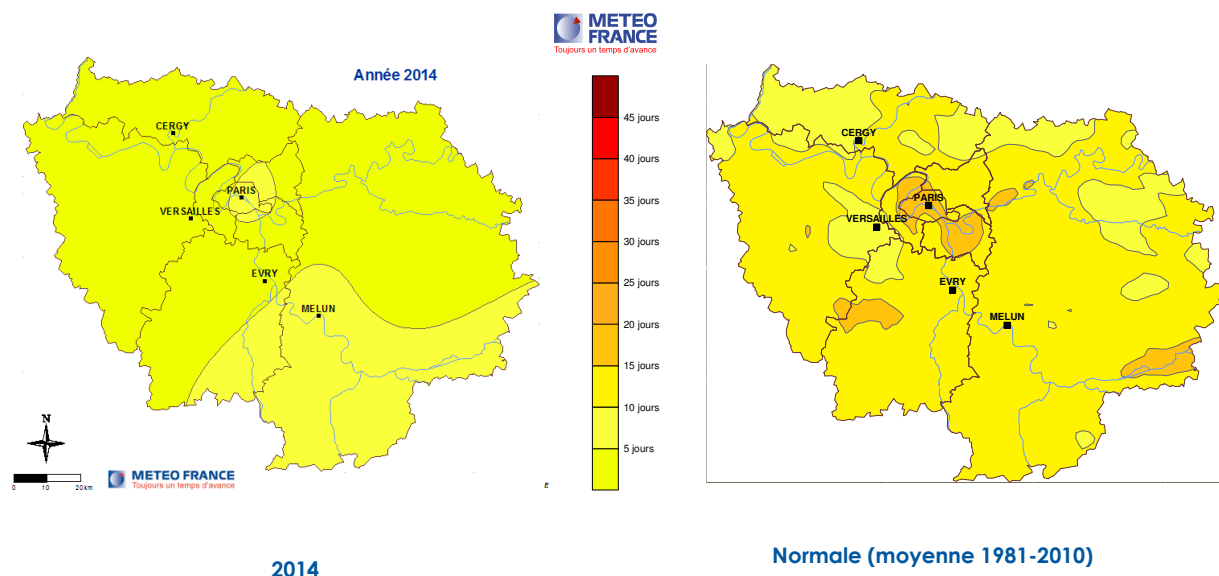 METEO
FRANCE
Toujours un temps d'avance
Année 2014
CERGY
PARIS
VERSAILLES
EVRY
MELUN
N
0 10 20 km
METEO FRANCE
Toujours un temps d'avance
E
45 jours
40 jours
35 jours
30 jours
25 jours
20 jours
15 jours
10 jours
5 jours
CERGY
PARIS
VERSAILLES
EVRY
MELUN
2014
Normale (moyenne 1981-2010)